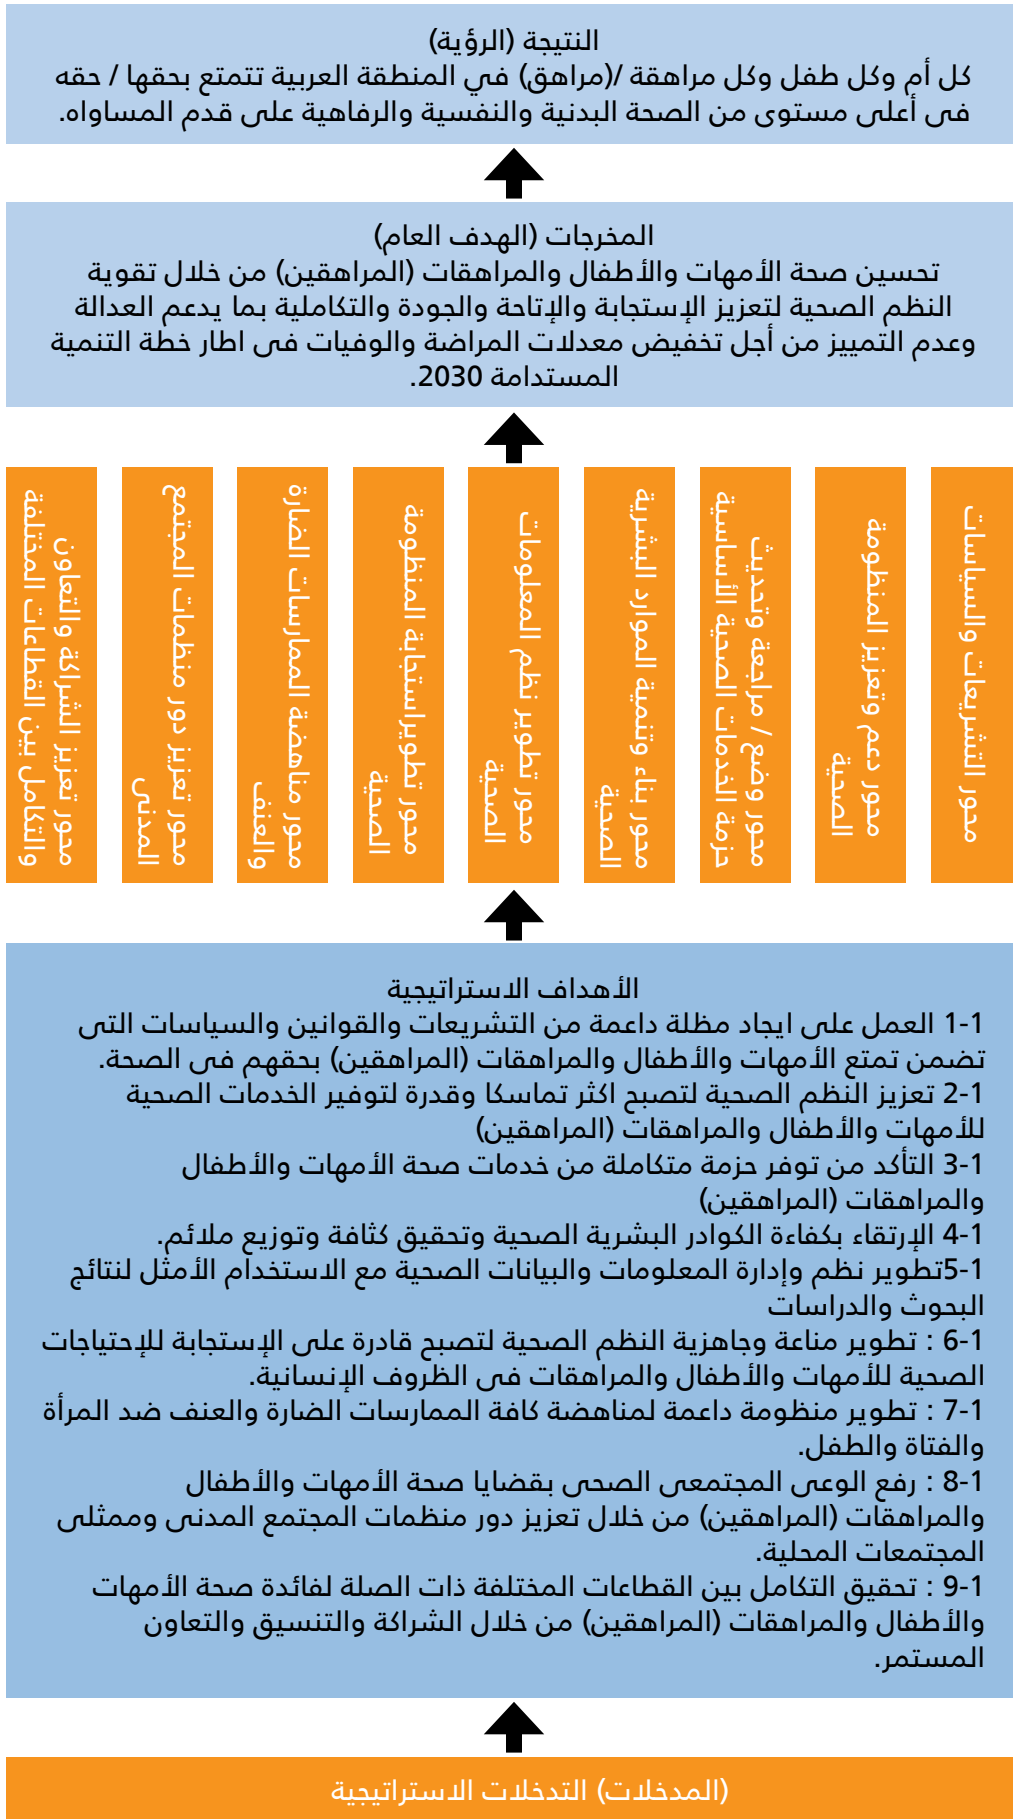 النتيجة (الرؤية)
كل أم وكل طفل وكل مراهقة /(مراهق) في المنطقة العربية تتمتع بحقها / حقه
فى أعلى مستوى من الصحة البدنية والنفسية والرفاهية على قدم المساواه.
المخرجات (الهدف العام)
تحسين صحة الأمهات والأطفال والمراهقات (المراهقين) من خلال تقوية
النظم الصحية لتعزيز الإستجابة والإتاحة والجودة والتكاملية بما يدعم العدالة
وعدم التمييز من أجل تخفيض معدلات المراضة والوفيات فى اطار خطة التنمية
المستدامة 2030.
محور التشريعات والسياسات
محور دعم وتعزيز المنظومة
الصحية
محور وضع / مراجعة وتحديث
حزمة الخدمات الصحية الأساسية
محور بناء وتنمية الموارد البشرية
الصحية
محور تطوير نظم المعلومات
الصحية
محور تطويراستجابة المنظومة
الصحية
محور مناهضة الممارسات الضارة
والعنف
محور تعزيز دور منظمات المجتمع
المدنى
محور تعزيز الشراكة والتعاون
والتكامل بين القطاعات المختلفة
الأهداف الاستراتيجية
1-1 العمل على ايجاد مظلة داعمة من التشريعات والقوانين والسياسات التى
تضمن تمتع الأمهات والأطفال والمراهقات (المراهقين) بحقهم فى الصحة.
2-1 تعزيز النظم الصحية لتصبح اكثر تماسكا وقدرة لتوفير الخدمات الصحية
للأمهات والأطفال والمراهقات (المراهقين)
3-1 التأكد من توفر حزمة متكاملة من خدمات صحة الأمهات والأطفال
والمراهقات (المراهقين)
4-1 الإرتقاء بكفاءة الكوادر البشرية الصحية وتحقيق كثافة وتوزيع ملائم.
5-1تطوير نظم وإدارة المعلومات والبيانات الصحية مع الاستخدام الأمثل لنتائج
البحوث والدراسات
6-1 : تطوير مناعة وجاهزية النظم الصحية لتصبح قادرة على الإستجابة للإحتياجات
الصحية للأمهات والأطفال والمراهقات فى الظروف الإنسانية.
7-1 : تطوير منظومة داعمة لمناهضة كافة الممارسات الضارة والعنف ضد المرأة
والفتاة والطفل.
8-1 : رفع الوعى المجتمعى الصحى بقضايا صحة الأمهات والأطفال
والمراهقات (المراهقين) من خلال تعزيز دور منظمات المجتمع المدنى وممثلى
المجتمعات المحلية.
9-1 : تحقيق التكامل بين القطاعات المختلفة ذات الصلة لفائدة صحة الأمهات
والأطفال والمراهقات (المراهقين) من خلال الشراكة والتنسيق والتعاون
المستمر.
(المدخلات) التدخلات الاستراتيجية